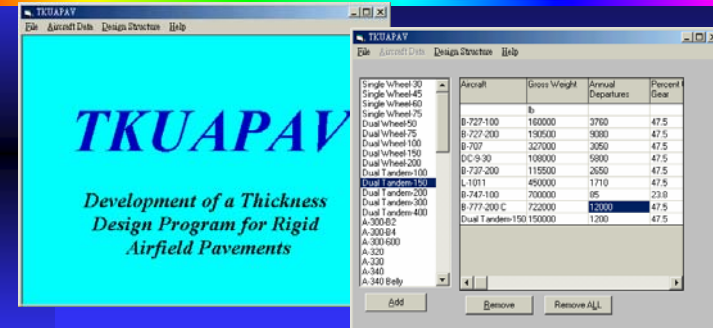 TKUAPAV
File Aircraft Data Design Structure Help
TKUAPAV
Development of a Thickness
Design Program for Rigid
Airfield Pavements
TKUAPAV
File Aircraft Data Design Structure Help
Single Wheel-30
Single Wheel-45
Single Wheel-60
Single Wheel-75
Dual Wheel-50
Dual Wheel-75
Dual Wheel-100
Dual Wheel-150
Dual Wheel-200
Dual Tandem-100
Dual Tandem-150
Dual Tandem-200
Dual Tandem-300
Dual Tandem-400
A-300-B2
A-300-B4
A-300-600
A-320
A-330
A-340
A-340 Belly
Add
Aircraft Gross Weight Annual Departures Percent Gear
lb
B-727-100 160000 3760 47.5
B-727-200 190500 9080 47.5
B-707 327000 3050 47.5
DC-9-30 108000 5800 47.5
B-737-200 115500 2650 47.5
L-1011 450000 1710 47.5
B-747-100 700000 85 23.8
B-777-200 C 722000 12000 47.5
Dual Tandem-150 150000 1200 47.5
Remove Remove ALL